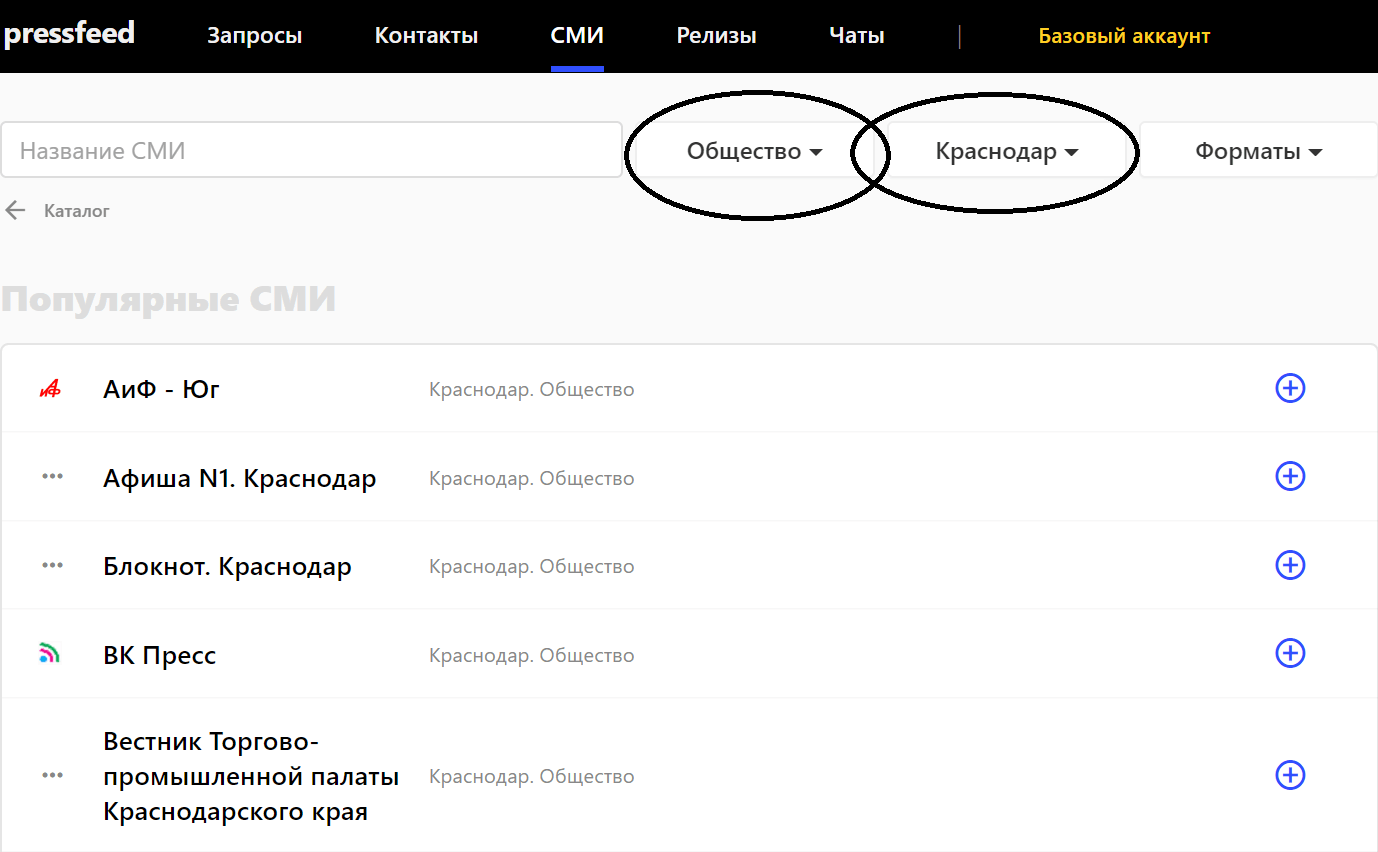 pressfeed Запросы Контакты СМИ Релизы Чаты | Базовый аккаунт
Название СМИ Общество Краснодар Форматы
Каталог
Популярные СМИ
АиФ АиФ - Юг Краснодар. Общество
Афиша N1. Краснодар Краснодар. Общество
Блокнот. Краснодар Краснодар. Общество
ВК Пресс Краснодар. Общество
Вестник Торгово-
промышленной палаты Краснодар. Общество
Краснодарского края